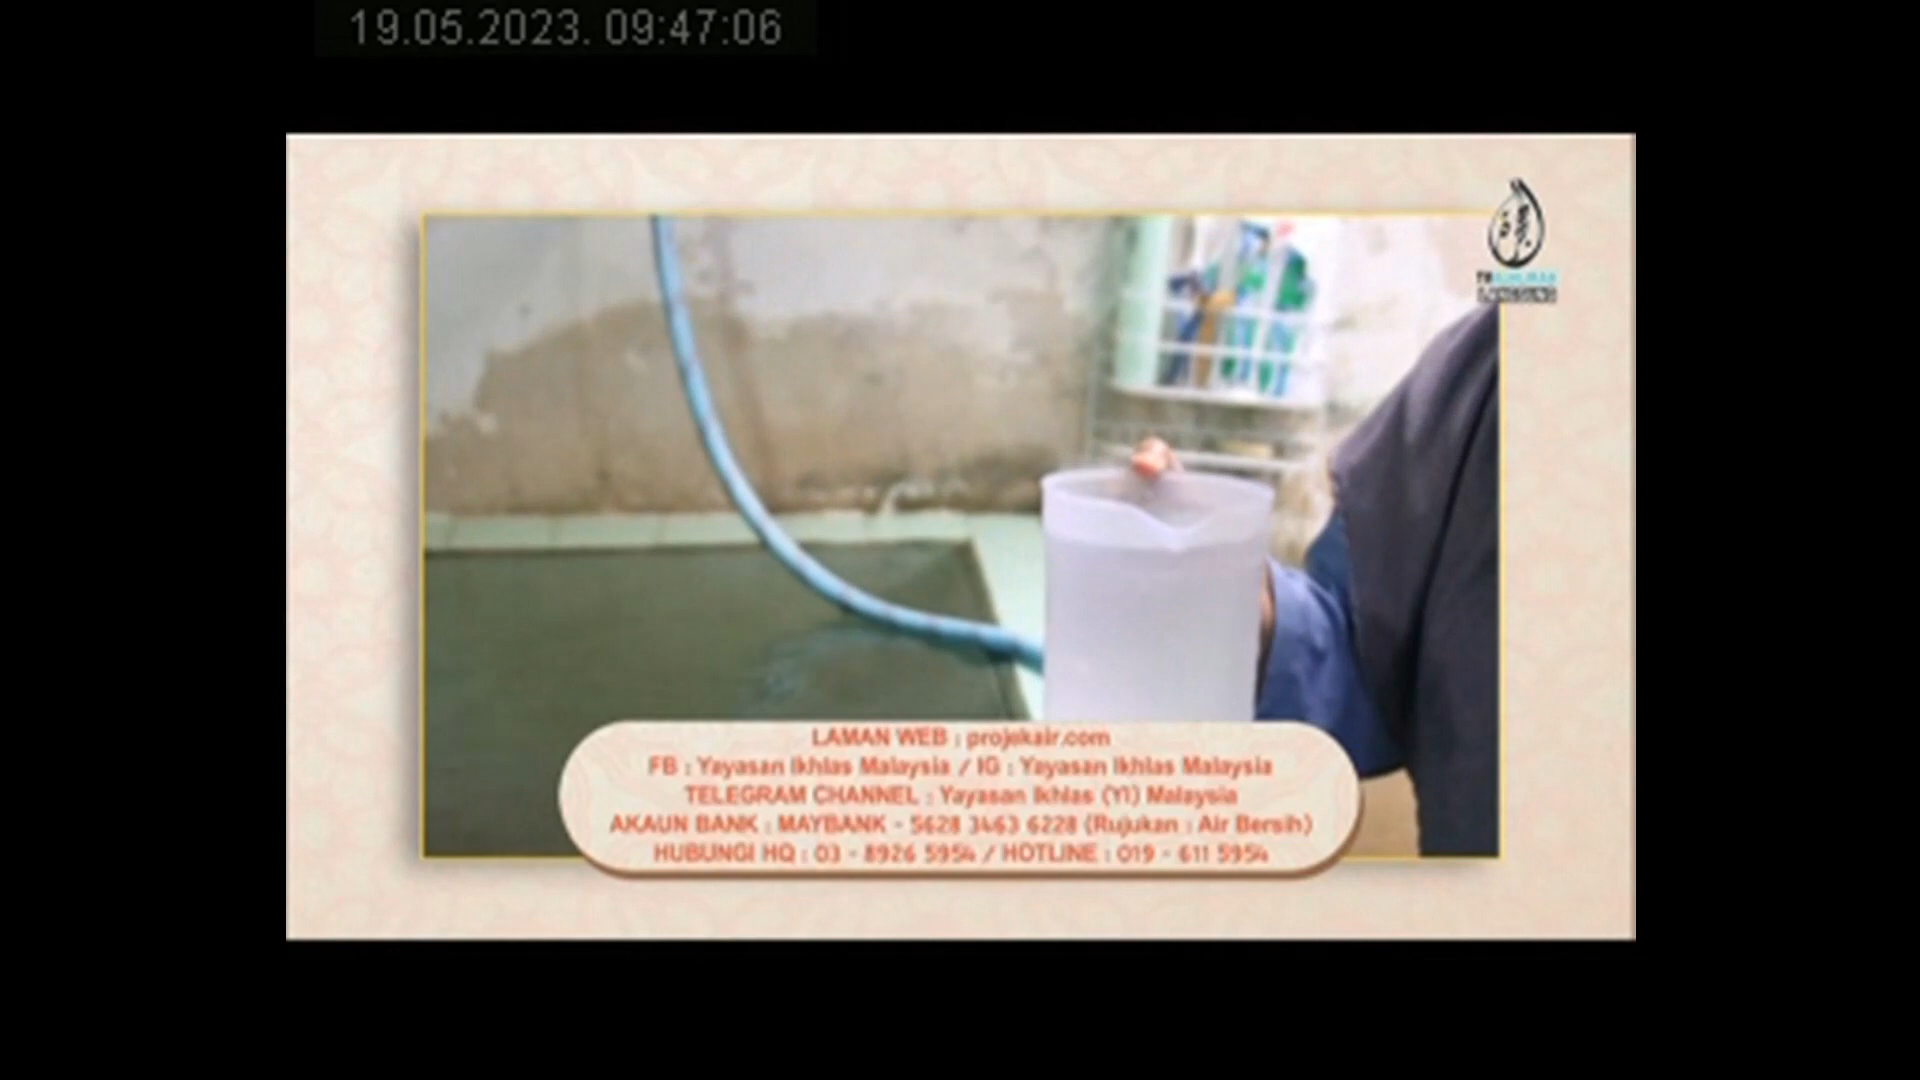 19.05.2023. 09:47:06
LANGSUNG
LAMAN WEB : projekair.com
FB : Yayasan Ikhlas Malaysia / IG : Yayasan Ikhlas Malaysia
TELEGRAM CHANNEL : Yayasan Ikhlas (YI) Malaysia
AKAUN BANK : MAYBANK - 5628 3463 6228 (Rujukan : Air Bersih)
HUBUNGI HQ : 03 - 8926 5954 / HOTLINE : 019 - 611 5954